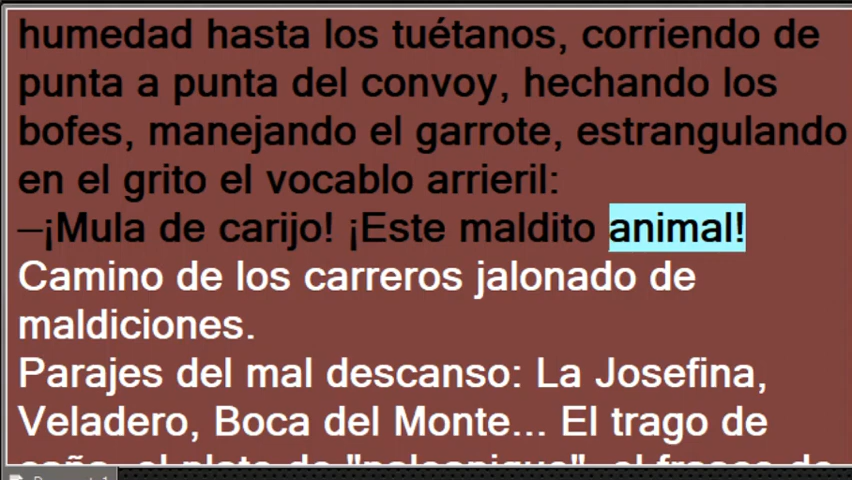 humedad hasta los tuétanos, corriendo de
punta a punta del convoy, hechando los
bofes, manejando el garrote, estrangulando
en el grito el vocablo arrieril:
–¡Mula de carijo! ¡Este maldito animal!
Camino de los carreros jalonado de
maldiciones.
Parajes del mal descanso: La Josefina,
Veladero, Boca del Monte... El trago de